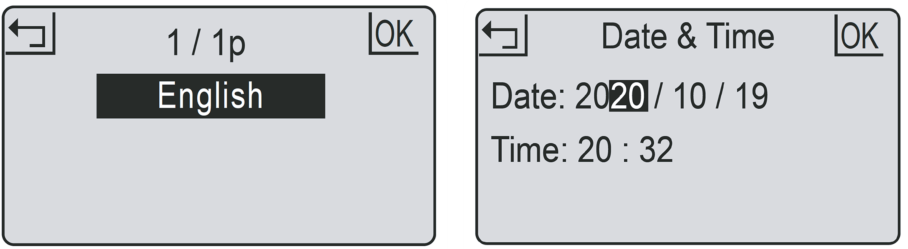 1 / 1p
OK
English
Date & Time
OK
Date: 2020 / 10 / 19
Time: 20 : 32